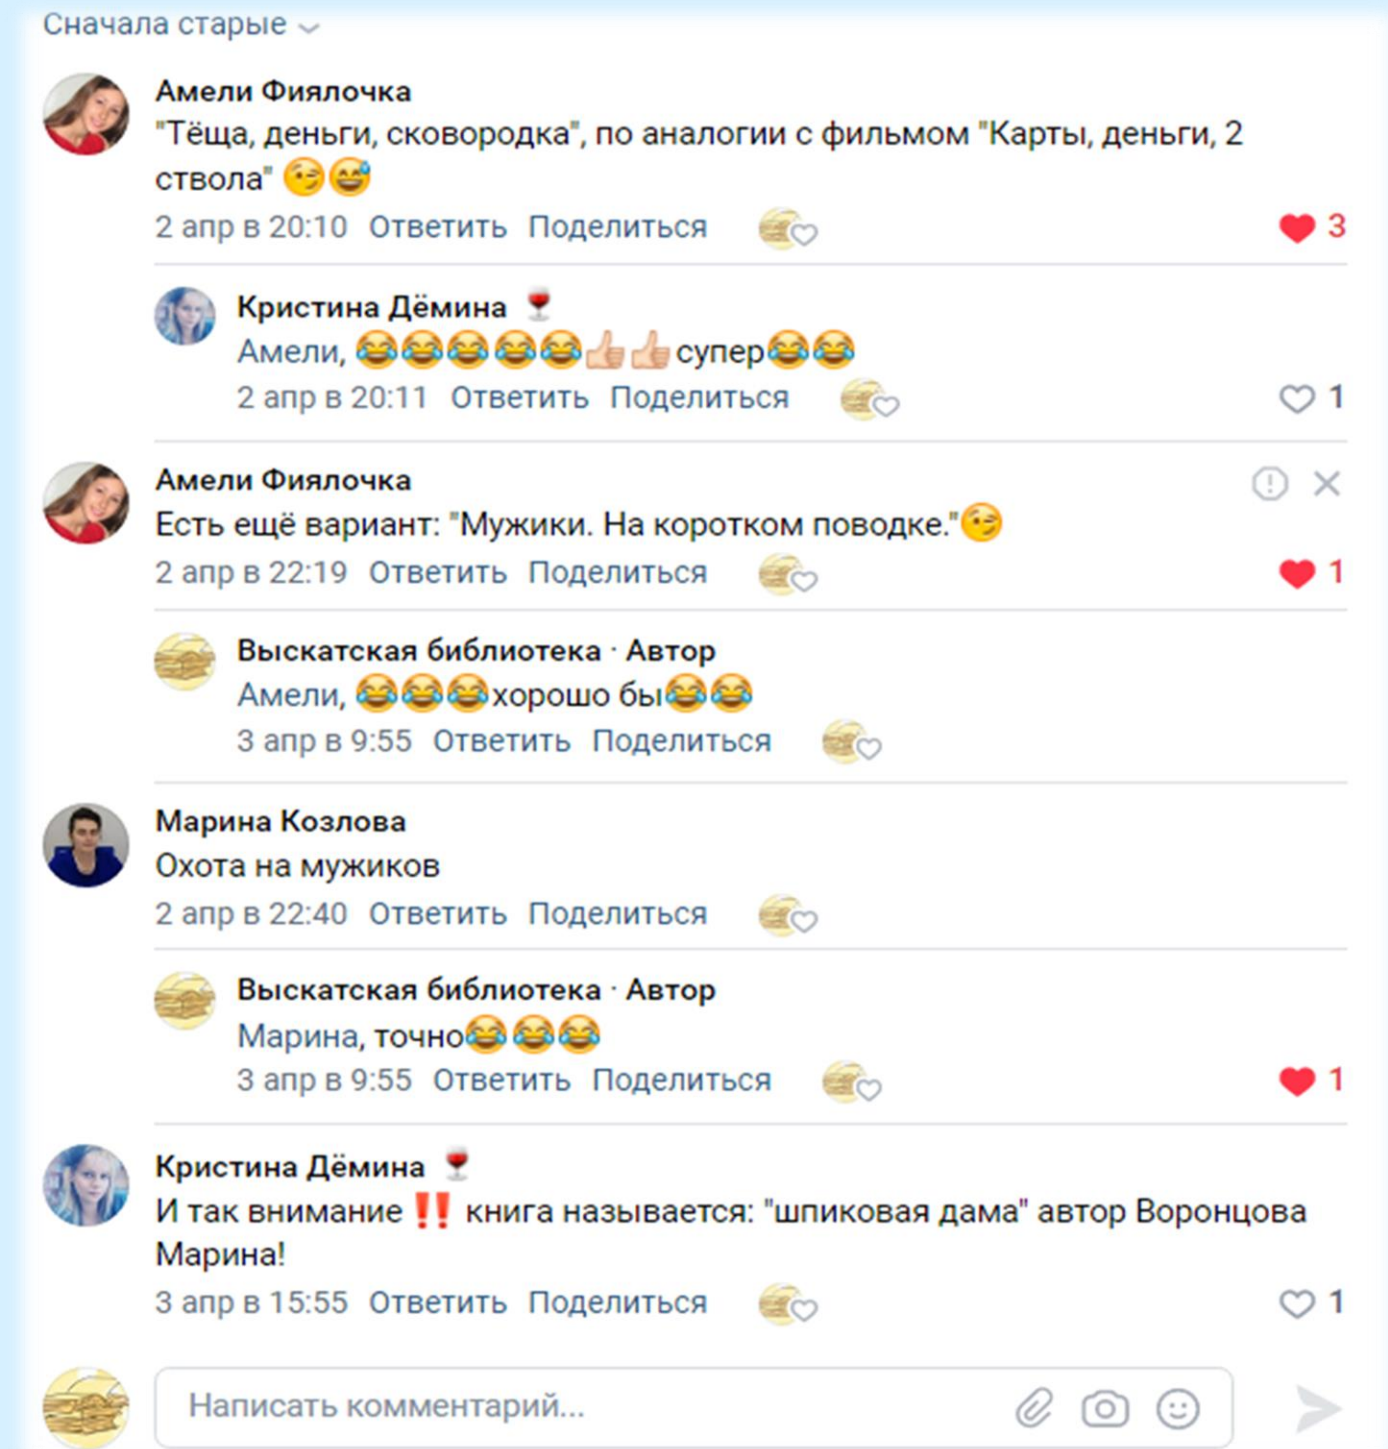 Сначала старые
Амели Фиялочка
"Тёща, деньги, сковородка", по аналогии с фильмом "Карты, деньги, 2
ствола" 😉😅
2 апр в 20:10 Ответить Поделиться 3
Кристина Дёмина 🍷
Амели, 😂😂😂😂😂👍🏻👍🏻супер😂😂
2 апр в 20:11 Ответить Поделиться 1
Амели Фиялочка
Есть ещё вариант: "Мужики. На коротком поводке."😉
2 апр в 22:19 Ответить Поделиться 1
Выскатская библиотека · Автор
Амели, 😂😂😂хорошо бы😂😂
3 апр в 9:55 Ответить Поделиться
Марина Козлова
Охота на мужиков
2 апр в 22:40 Ответить Поделиться
Выскатская библиотека · Автор
Марина, точно😂😂😂
3 апр в 9:55 Ответить Поделиться 1
Кристина Дёмина 🍷
И так внимание ‼️ книга называется: "шпиковая дама" автор Воронцова
Марина!
3 апр в 15:55 Ответить Поделиться 1
Написать комментарий...